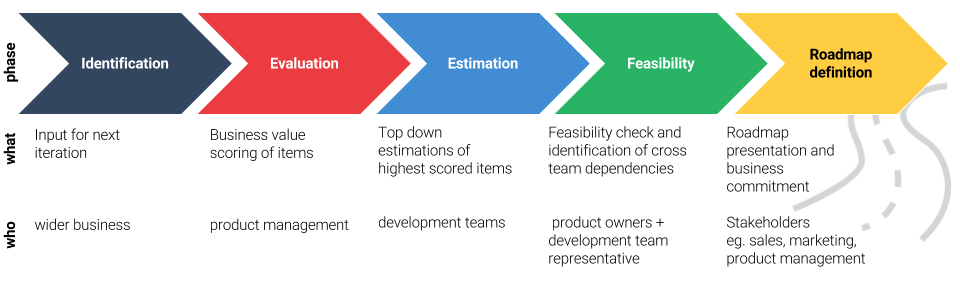 phase
Identification
Evaluation
Estimation
Feasibility
Roadmap
definition
what
Input for next
iteration
Business value
scoring of items
Top down
estimations of
highest scored items
Feasibility check and
identification of cross
team dependencies
Roadmap
presentation and
business
commitment
who
wider business
product management
development teams
product owners +
development team
representative
Stakeholders
eg. sales, marketing,
product management